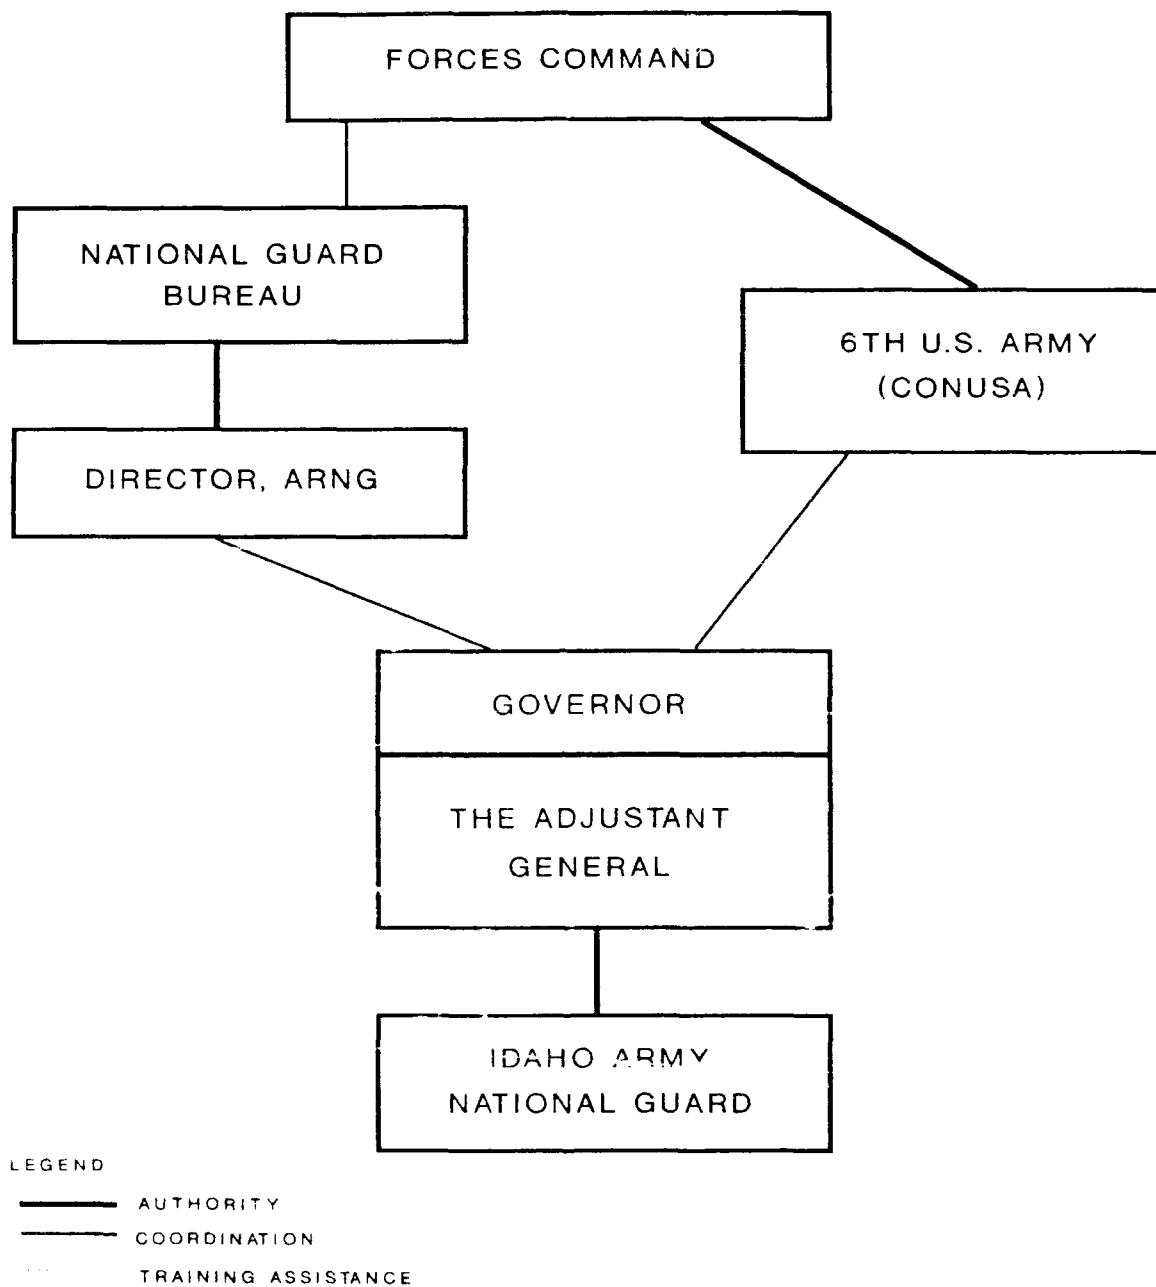 FORCES COMMAND
NATIONAL GUARD
BUREAU
6TH U.S. ARMY
(CONUSA)
DIRECTOR, ARNG
GOVERNOR
THE ADJUSTANT
GENERAL
IDAHO ARMY
NATIONAL GUARD
LEGEND
AUTHORITY
COORDINATION
TRAINING ASSISTANCE